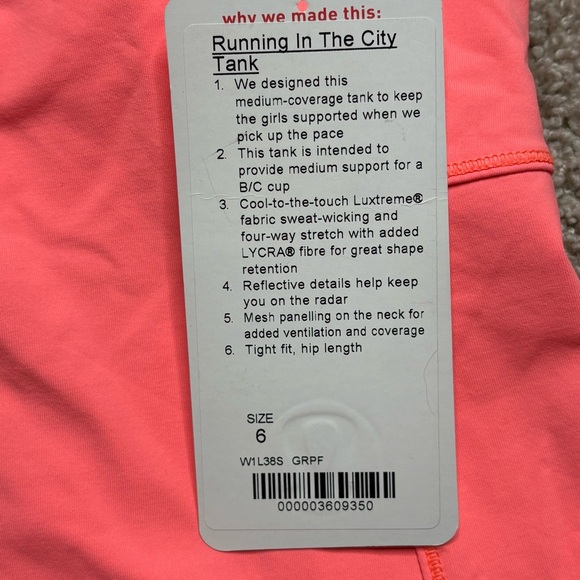 why we made this:
Running In The City
Tank
1. We designed this
medium-coverage tank to keep
the girls supported when we
pick up the pace
2. This tank is intended to
provide medium support for a
B/C cup
3. Cool-to-the-touch Luxtreme®
fabric sweat-wicking and
four-way stretch with added
LYCRA® fibre for great shape
retention
4. Reflective details help keep
you on the radar
5. Mesh panelling on the neck for
added ventilation and coverage
6. Tight fit, hip length
SIZE
6
W1L38S GRPF
000003609350